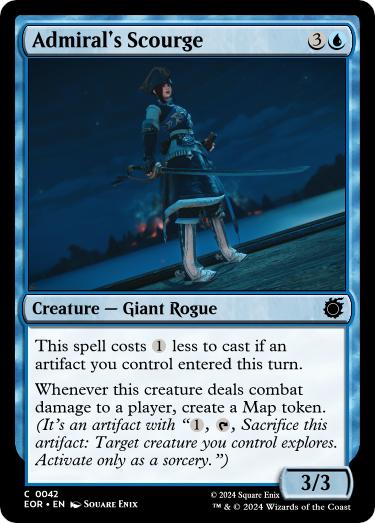 Admiral's Scourge 3
Creature — Giant Rogue
This spell costs 1 less to cast if an
artifact you control entered this turn.
Whenever this creature deals combat
damage to a player, create a Map token.
(It's an artifact with “1, , Sacrifice this
artifact: Target creature you control explores.
Activate only as a sorcery.”)
3/3
C 0042
EOR • EN Square Enix
© 2024 Square Enix
™ & © 2024 Wizards of the Coast